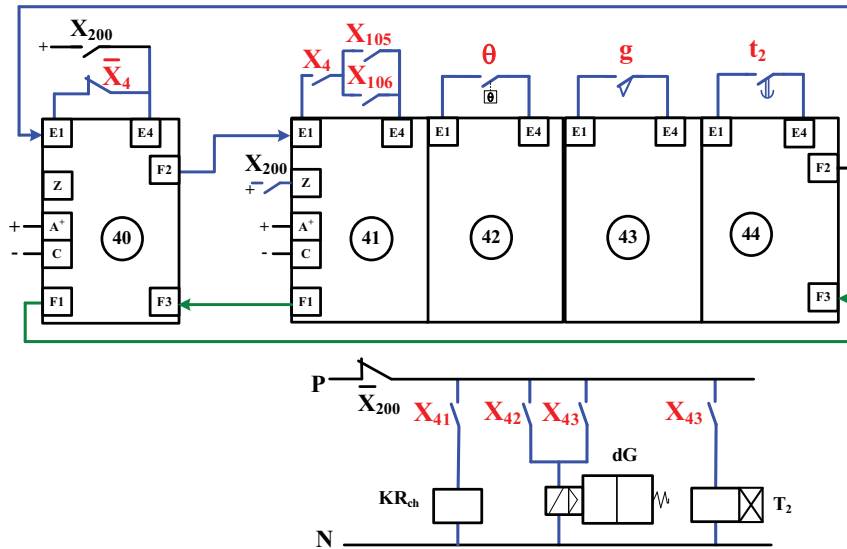 X105
X200
X4
X106
θ
g
t2
+
X̅4
θ
E1 E4 E1 E4 E1 E4 E1 E4 E1 E4
F2 F2
X200
Z + Z
+ A+ + A+
40 41 42 43 44
- C - C
F1 F3 F1 F3
P
X̅200
X41 X42 X43 X43
dG
KRch T2
N